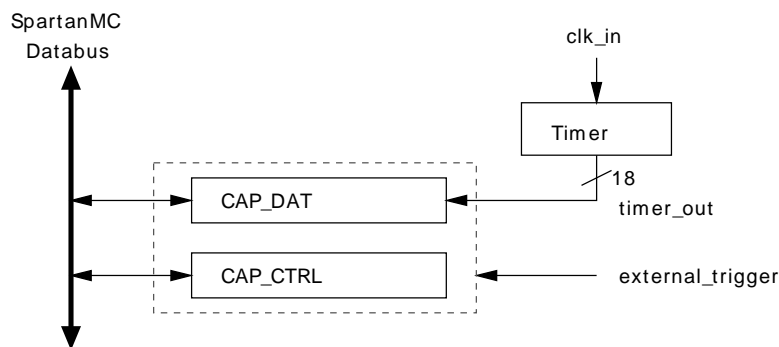 SpartanMC
Databus
clk_in
Timer
18
CAP_DAT
timer_out
CAP_CTRL
external_trigger